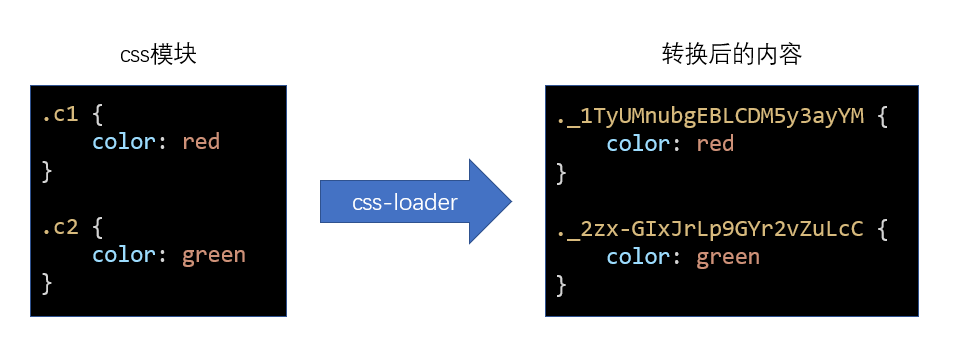 css模块
.c1 {
    color: red
}
.c2 {
    color: green
}
css-loader
转换后的内容
._1TyUMnubgEBLCDM5y3ayYM {
    color: red
}
._2zx-GIxJrLp9GYr2vZuLcC {
    color: green
}